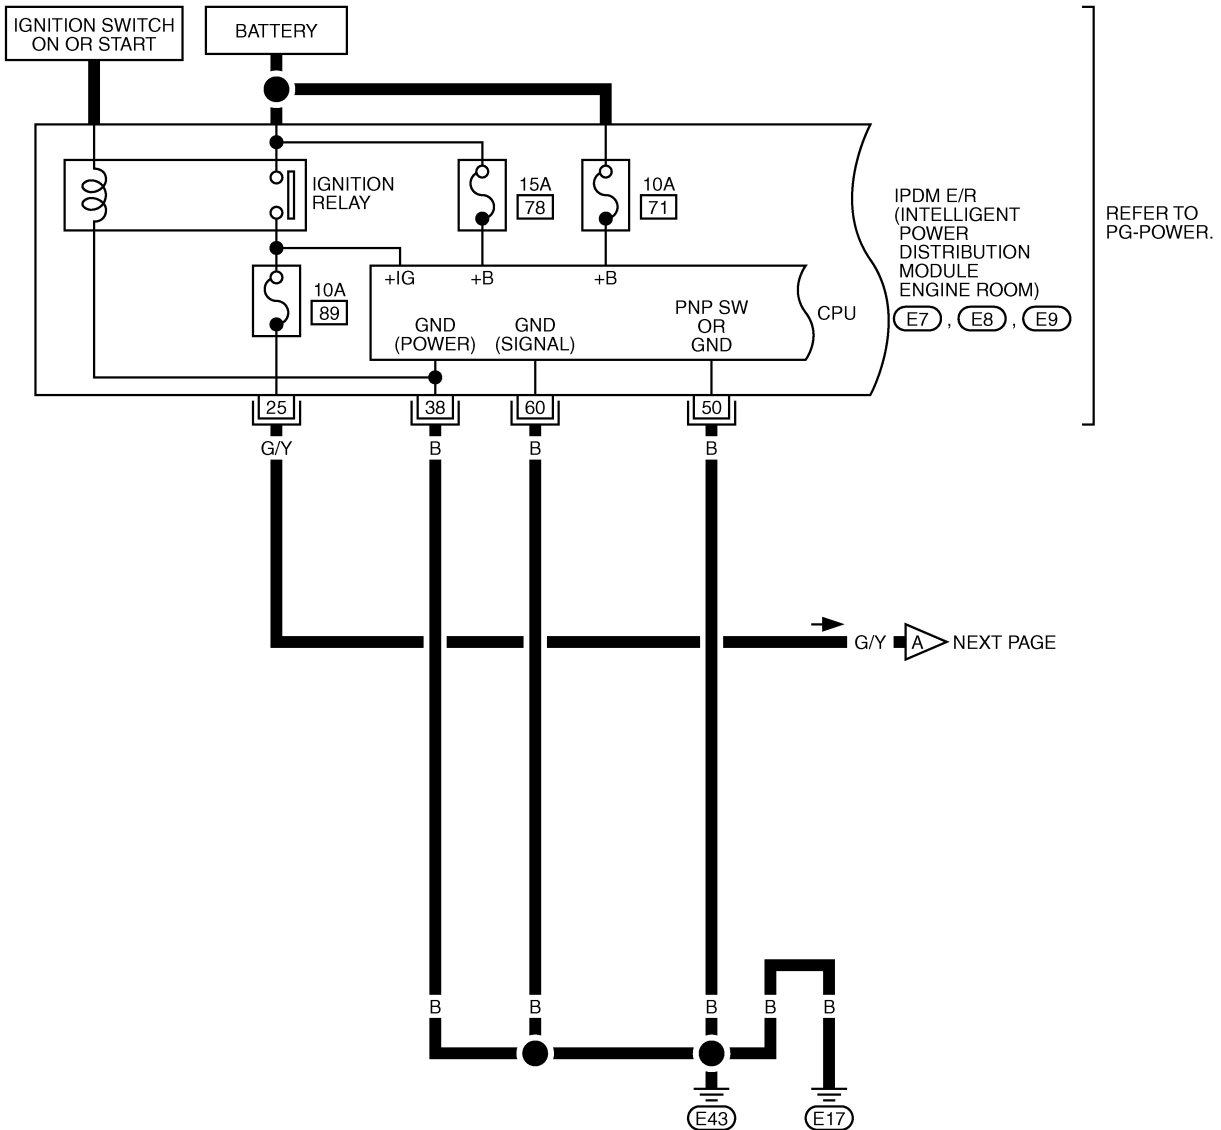 IGNITION SWITCH
ON OR START
BATTERY
IGNITION
RELAY
15A
78
10A
71
IPDM E/R
(INTELLIGENT
POWER
DISTRIBUTION
MODULE
ENGINE ROOM)
E7 , E8 , E9
REFER TO
PG-POWER.
10A
89
+IG
+B
+B
CPU
GND
(POWER)
GND
(SIGNAL)
PNP SW
OR
GND
25
38
60
50
G/Y
B
B
B
G/Y
A
NEXT PAGE
B
B
B
B
B
E43
E17